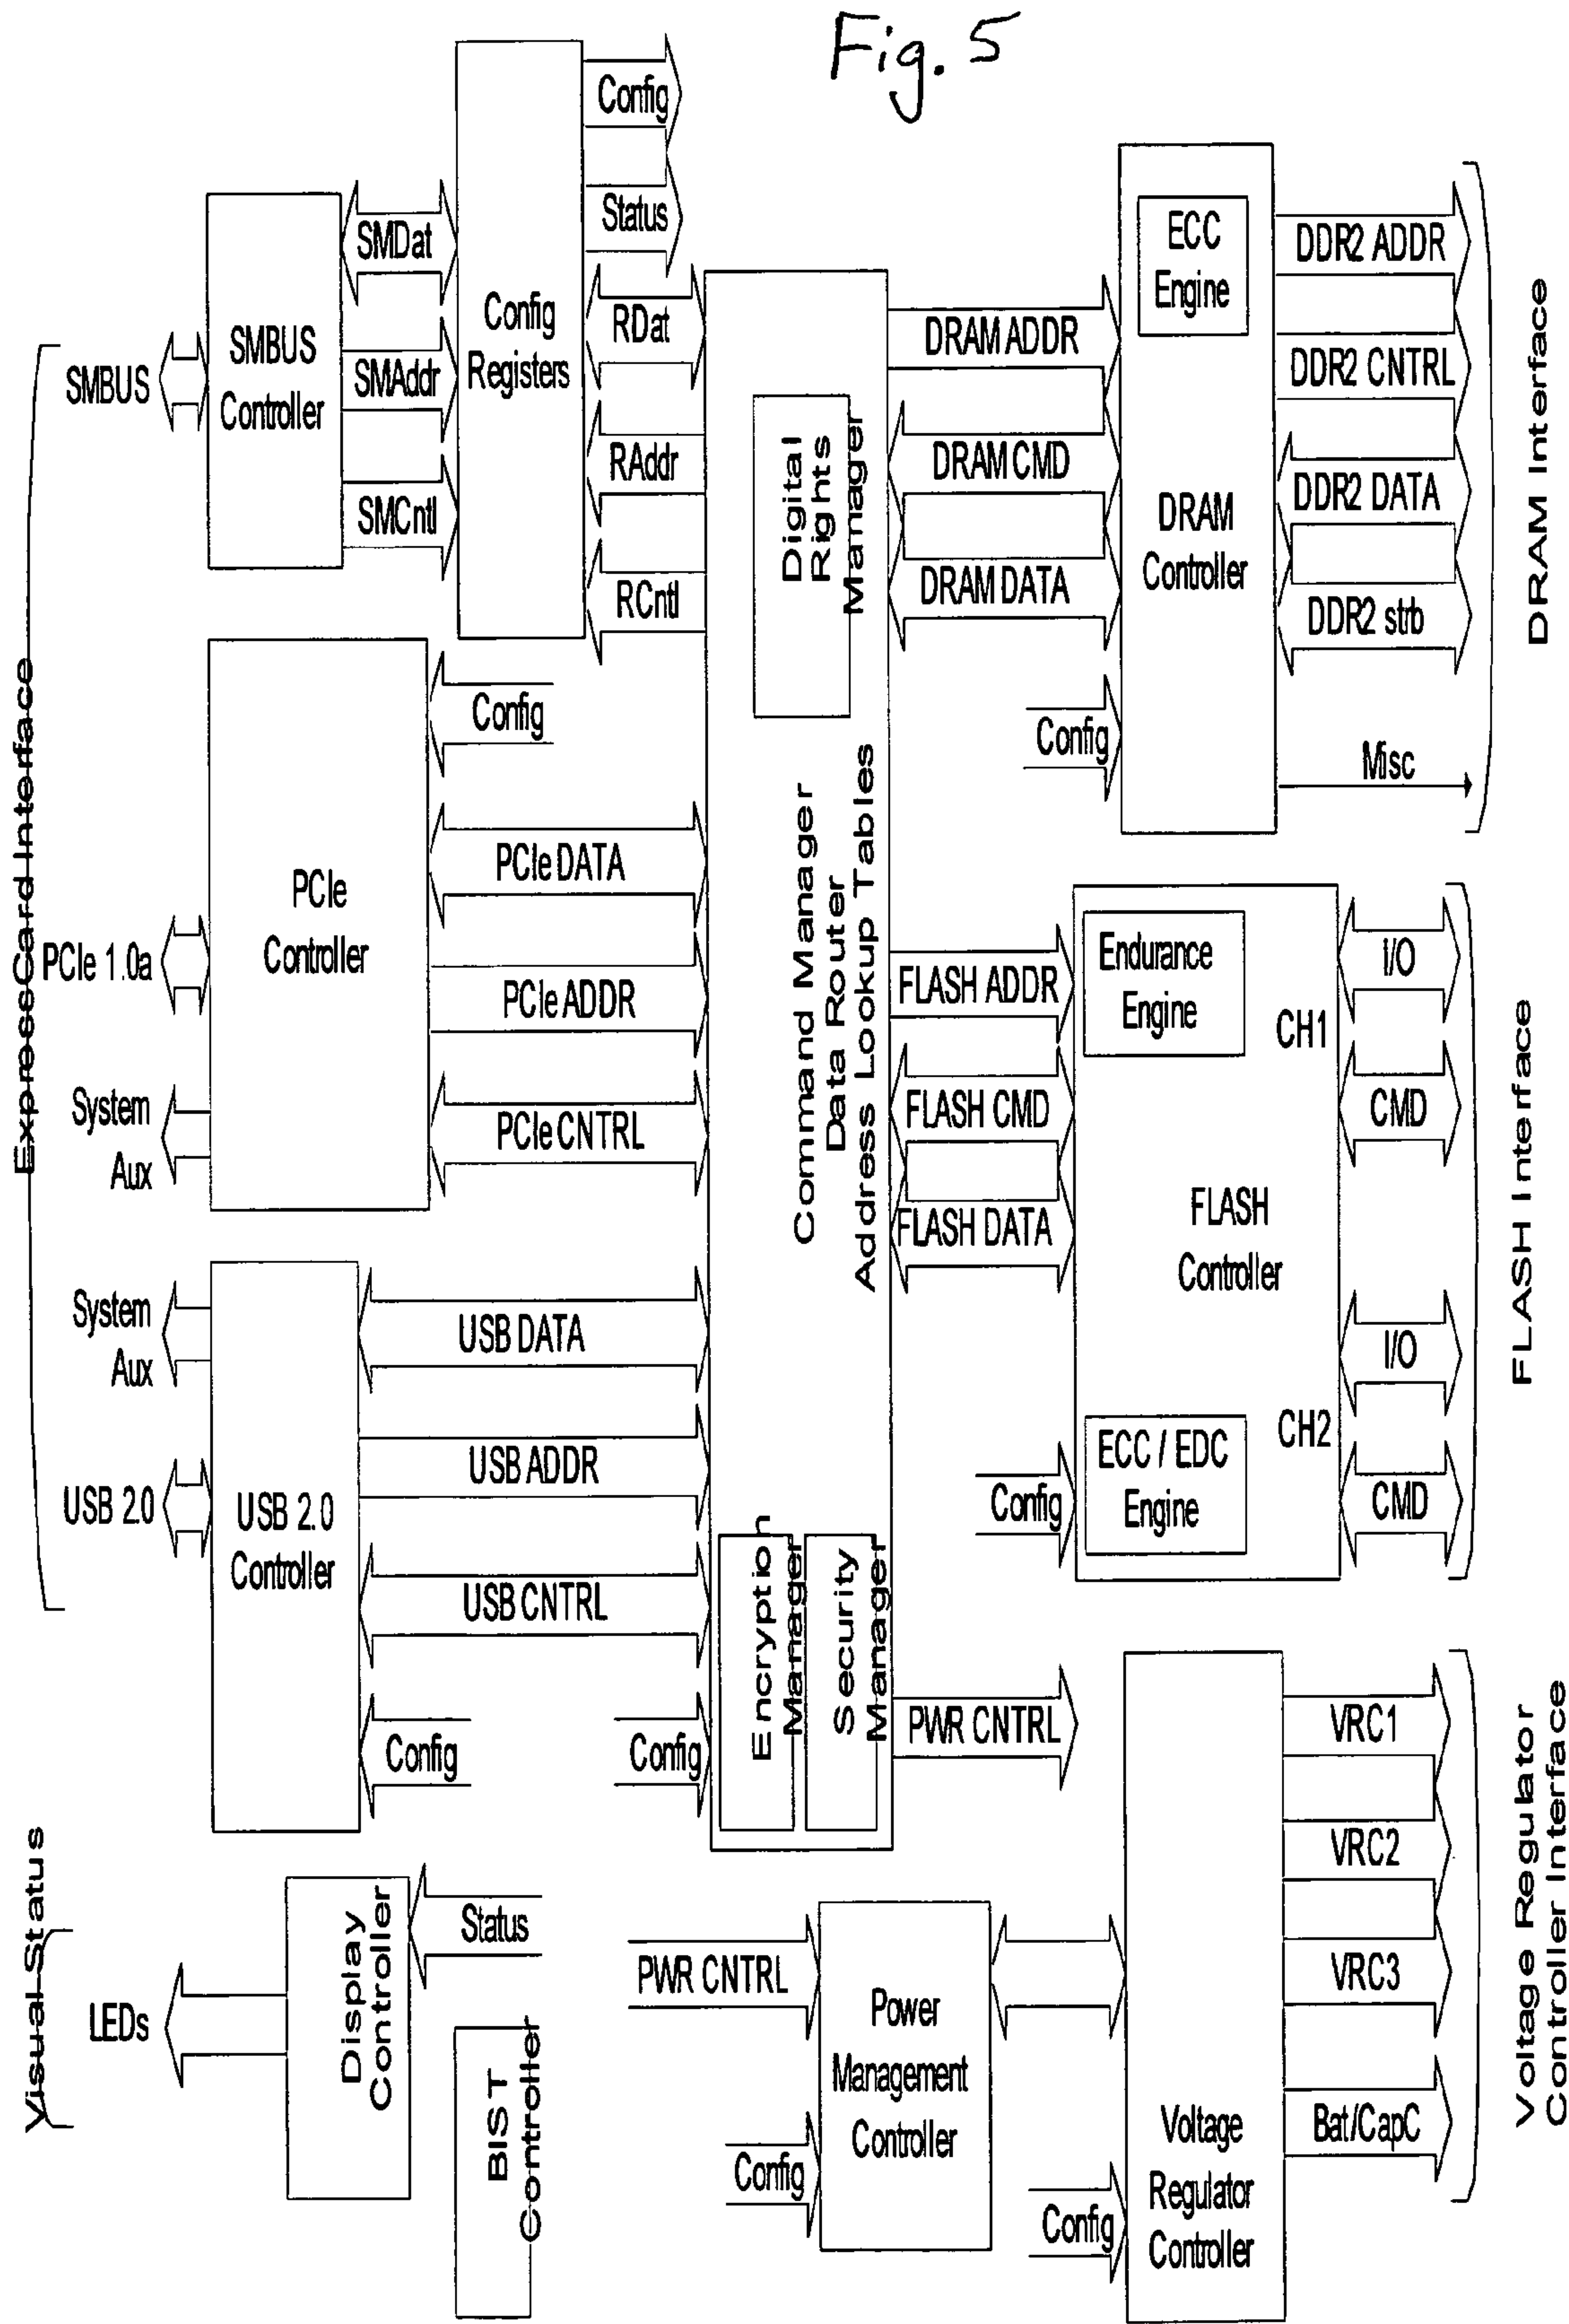 Fig. 5
ExpressCard Interface
SMBUS
SMBUS
Controller
SMDat
SMAddr
SMCntl
Config
Registers
Config
Status
RDat
RAddr
RCntl
PCIe 1.0a
System
Aux
PCIe
Controller
Config
PCIe DATA
PCIe ADDR
PCIe CNTRL
System
Aux
USB 2.0
USB 2.0
Controller
USB DATA
USB ADDR
USB CNTRL
Config
Config
Digital
Rights
Manager
Command Manager
Data Router
Address Lookup Tables
Encryption
Manager
Security
Manager
DRAM ADDR
DRAM CMD
DRAM DATA
Config
ECC
Engine
DRAM
Controller
DDR2 ADDR
DDR2 CNTRL
DDR2 DATA
DDR2 strb
Misc
DRAM Interface
FLASH ADDR
FLASH CMD
FLASH DATA
Config
Endurance
Engine
CH1
FLASH
Controller
CH2
ECC / EDC
Engine
I/O
CMD
I/O
CMD
FLASH Interface
PWR CNTRL
Visual Status
LEDs
Display
Controller
Status
BIST
Controller
PWR CNTRL
Config
Power
Management
Controller
Config
Voltage
Regulator
Controller
VRC1
VRC2
VRC3
Bat/CapC
Voltage Regulator
Controller Interface